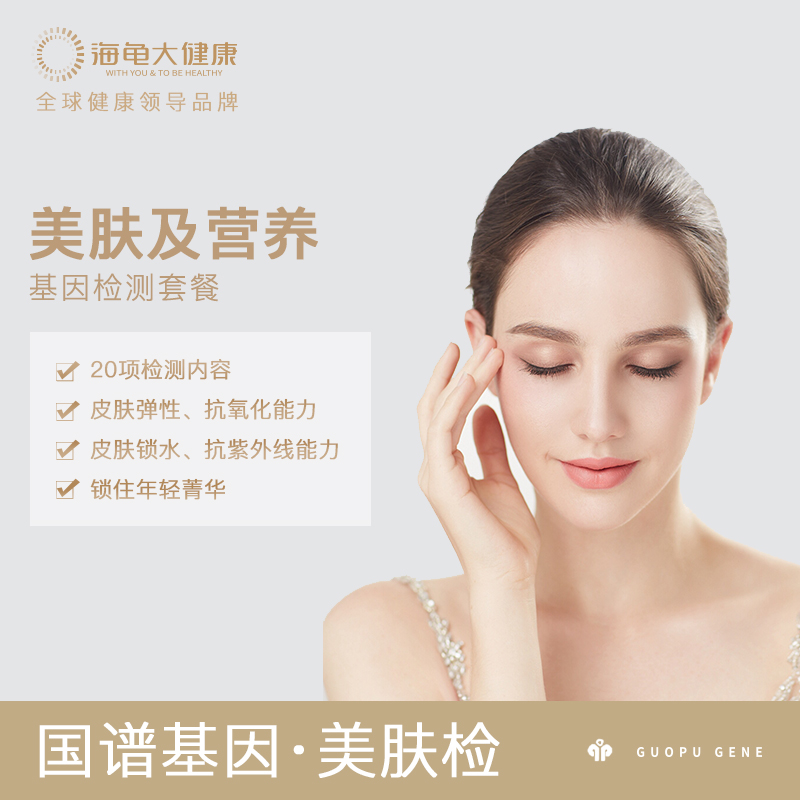 海龟大健康
WITH YOU & TO BE HEALTHY
全球健康领导品牌
美肤及营养
基因检测套餐
20项检测内容
皮肤弹性、抗氧化能力
皮肤锁水、抗紫外线能力
锁住年轻菁华
国谱基因·美肤检
GUOPU GENE